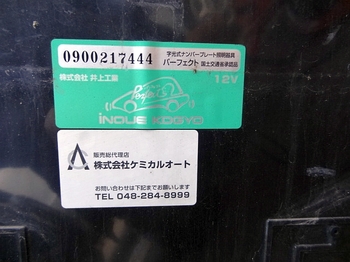 0900217444
字光式ナンバープレート照明器具
パーフェクト 国土交通省承認品
株式会社 井上工業
12V
Perfect
INOUE KOGYO
販売総代理店
株式会社ケミカルオート
お問い合わせは下記までお願いします
TEL 048-284-8999